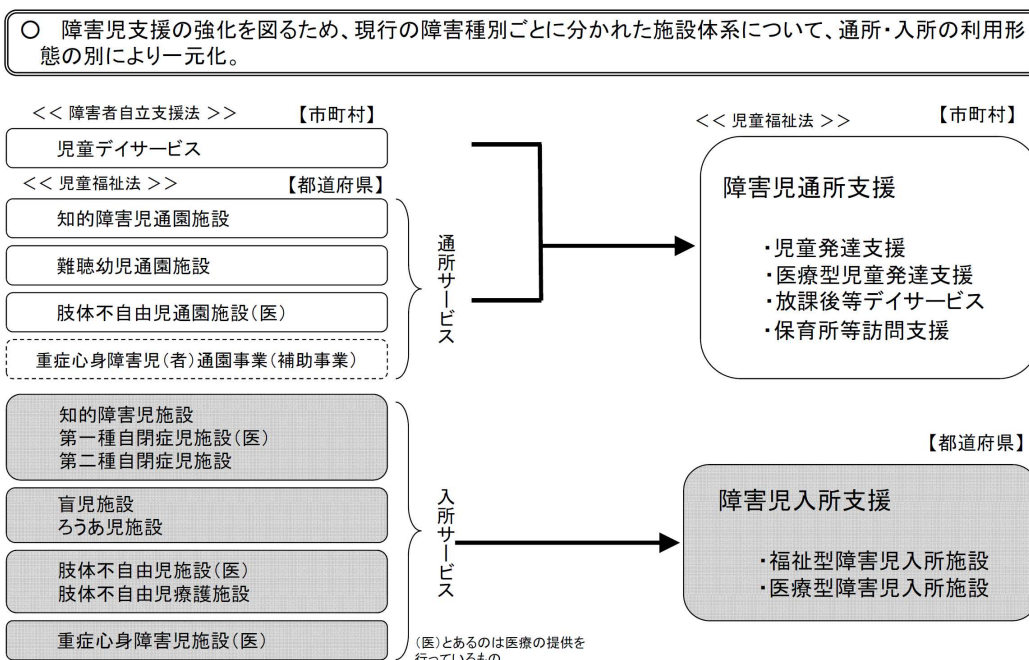 ○ 障害児支援の強化を図るため、現行の障害種別ごとに分かれた施設体系について、通所・入所の利用形
態の別により一元化。
<< 障害者自立支援法 >> 【市町村】
児童デイサービス
<< 児童福祉法 >> 【都道府県】
知的障害児通園施設
難聴幼児通園施設
肢体不自由児通園施設(医)
重症心身障害児(者)通園事業(補助事業)
通所サービス
<< 児童福祉法 >> 【市町村】
障害児通所支援
・児童発達支援
・医療型児童発達支援
・放課後等デイサービス
・保育所等訪問支援
知的障害児施設
第一種自閉症児施設(医)
第二種自閉症児施設
盲児施設
ろうあ児施設
肢体不自由児施設(医)
肢体不自由児療護施設
重症心身障害児施設(医)
入所サービス
(医)とあるのは医療の提供を
行っているもの
【都道府県】
障害児入所支援
・福祉型障害児入所施設
・医療型障害児入所施設